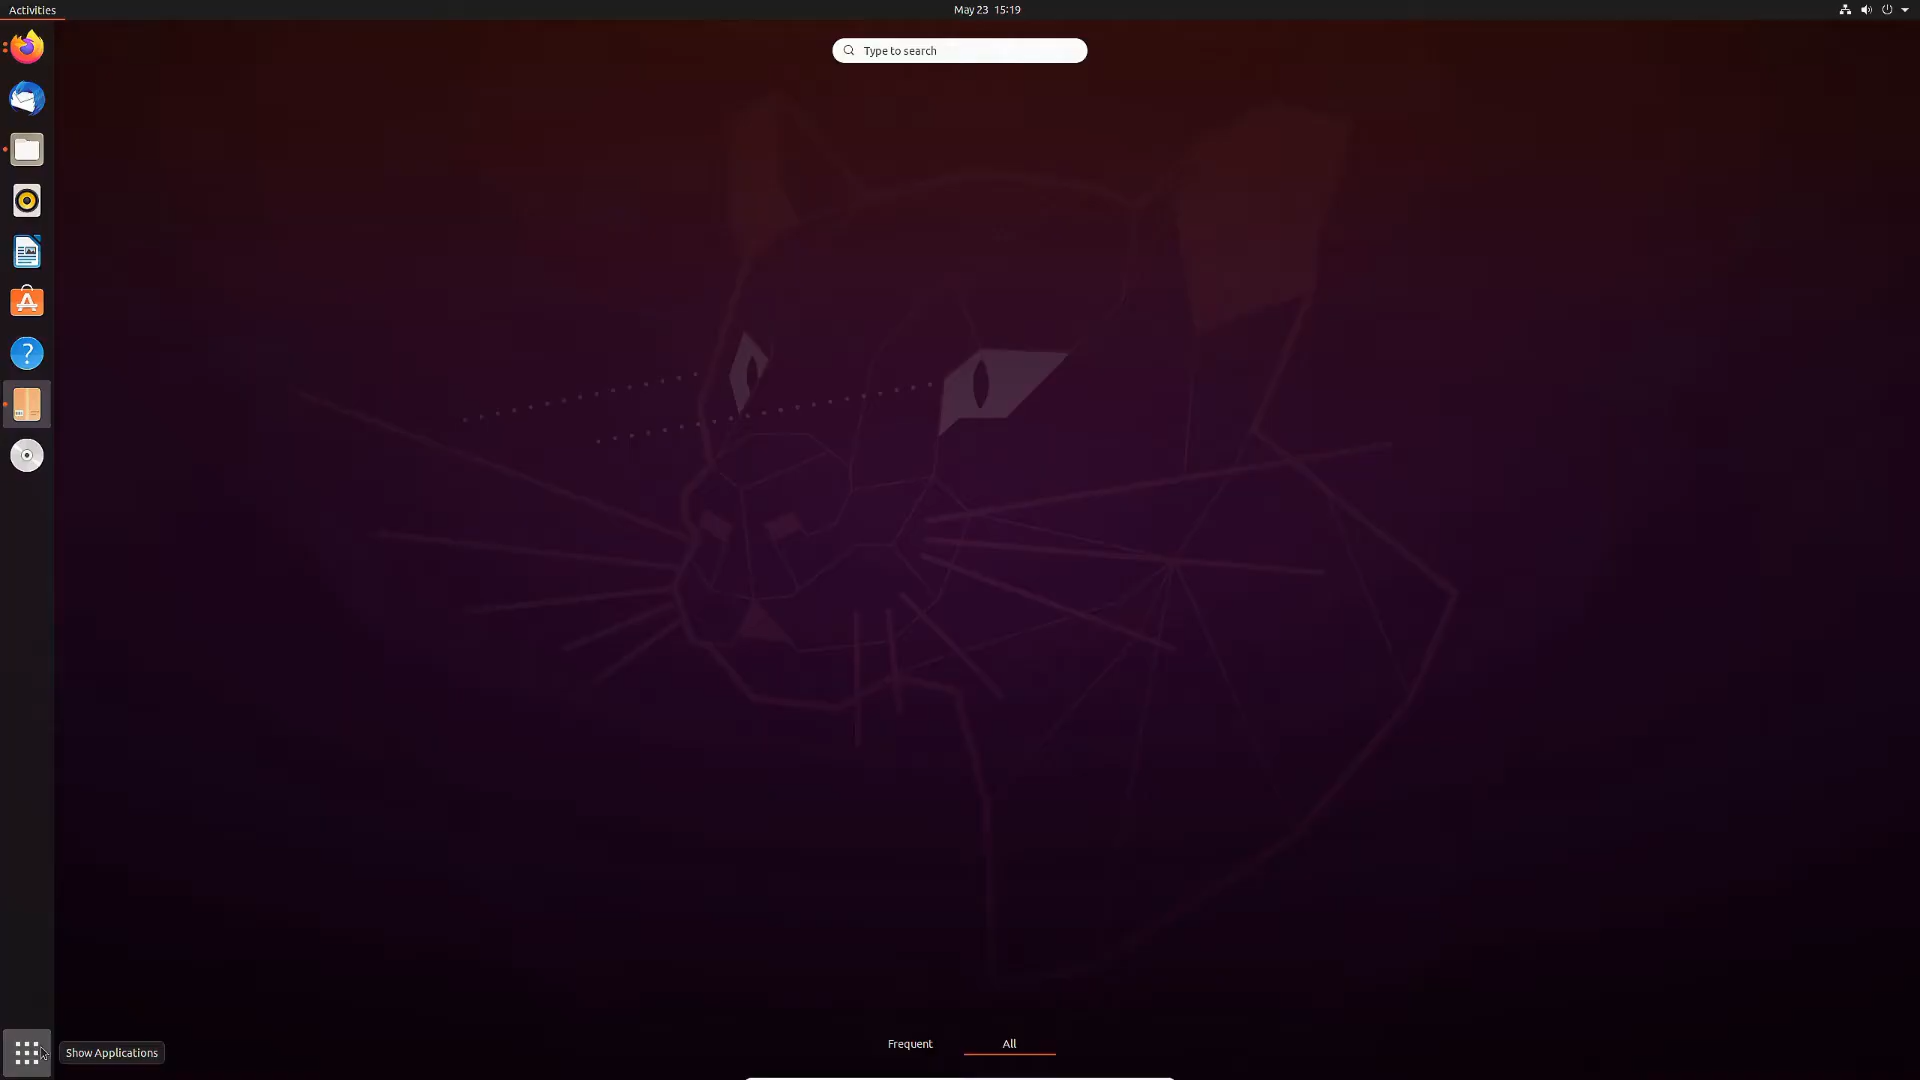 Activities
May 23 15:19
Type to search
Show Applications
Frequent
All